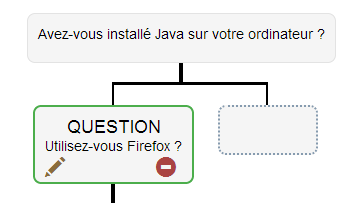 Avez-vous installé Java sur votre ordinateur ?
QUESTION
Utilisez-vous Firefox ?